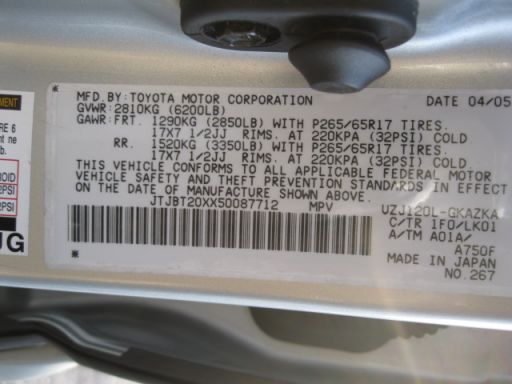 MFD. BY: TOYOTA MOTOR CORPORATION DATE 04/05
GVWR: 2810KG (6200LB)
GAWR: FRT. 1290KG (2850LB) WITH P265/65R17 TIRES.
17X7 1/2JJ RIMS. AT 220KPA (32PSI) COLD
RR. 1520KG (3350LB) WITH P265/65R17 TIRES.
17X7 1/2JJ RIMS. AT 220KPA (32PSI) COLD
THIS VEHICLE CONFORMS TO ALL APPLICABLE FEDERAL MOTOR
VEHICLE SAFETY AND THEFT PREVENTION STANDARDS IN EFFECT
ON THE DATE OF MANUFACTURE SHOWN ABOVE.
*JTJBT20XX50087712* MPV UZJ120L-GKAZKA
C/TR 1F0/LK01
A/TM A01A/
A750F
MADE IN JAPAN
NO.267